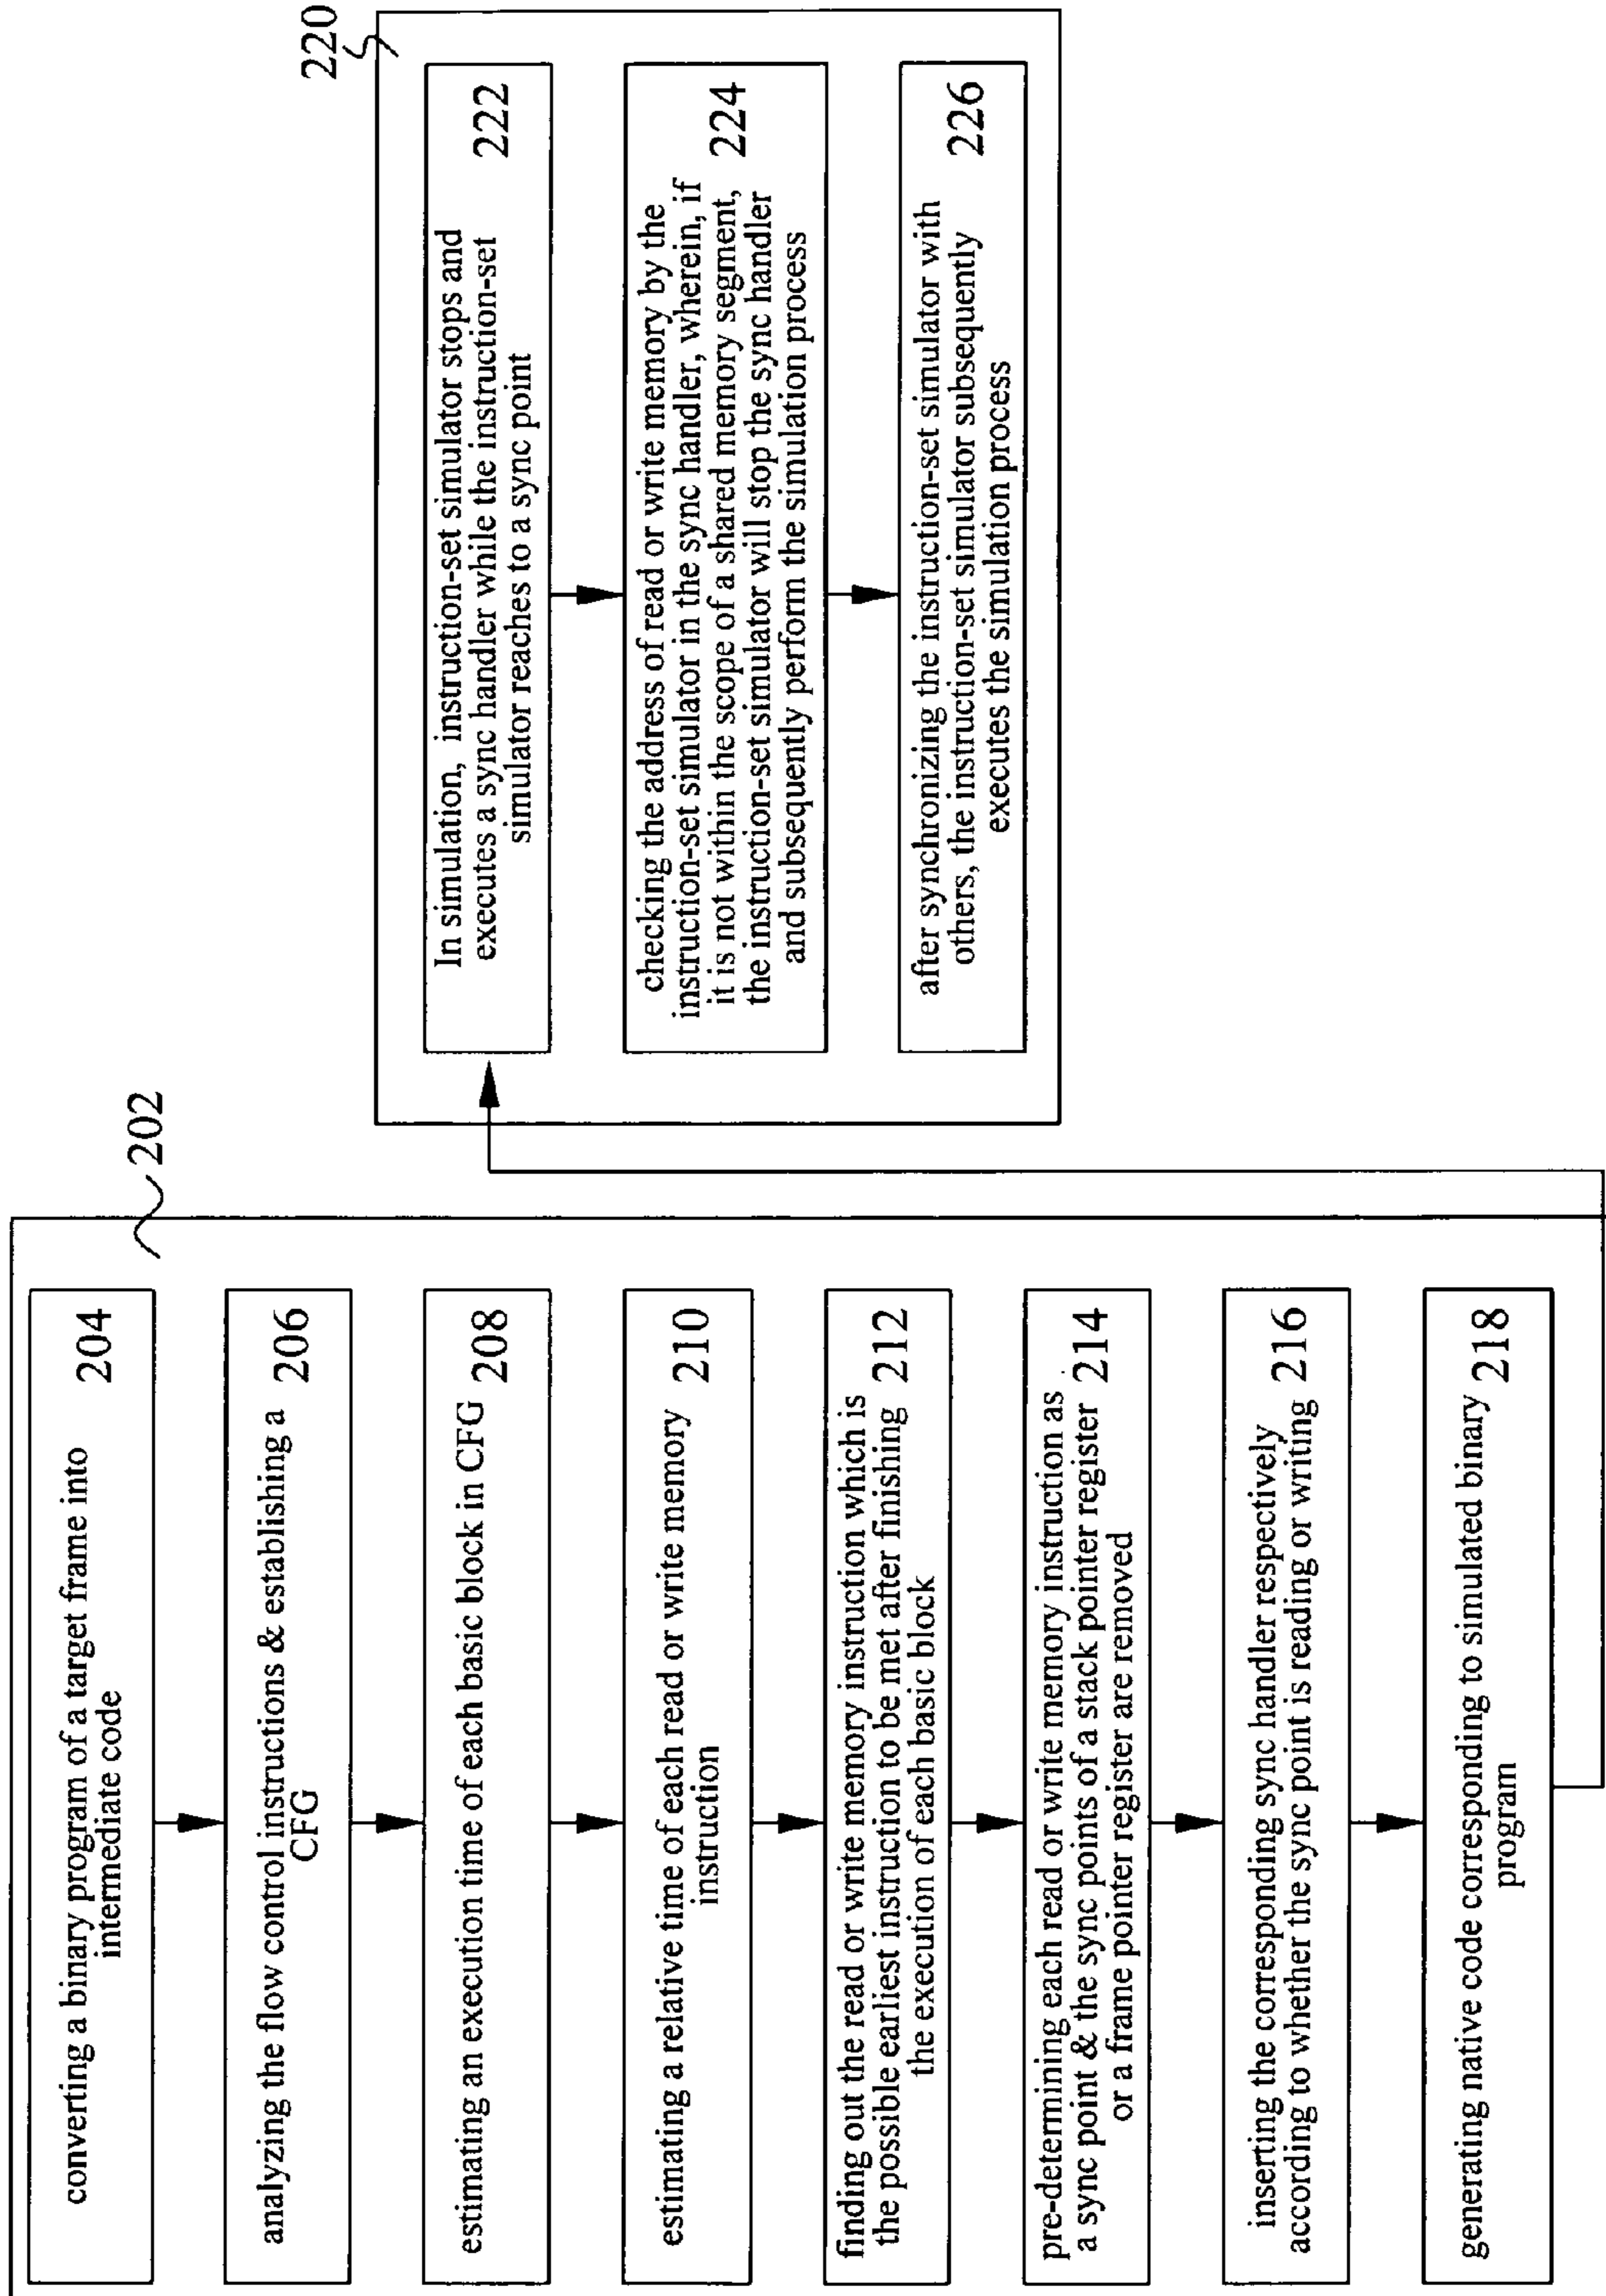 202
converting a binary program of a target frame into
intermediate code
204
analyzing the flow control instructions & establishing a
CFG
206
estimating an execution time of each basic block in CFG
208
estimating a relative time of each read or write memory
instruction
210
finding out the read or write memory instruction which is
the possible earliest instruction to be met after finishing
the execution of each basic block
212
pre-determining each read or write memory instruction as
a sync point & the sync points of a stack pointer register
or a frame pointer register are removed
214
inserting the corresponding sync handler respectively
according to whether the sync point is reading or writing
216
generating native code corresponding to simulated binary
program
218
220
In simulation, instruction-set simulator stops and
executes a sync handler while the instruction-set
simulator reaches to a sync point
222
checking the address of read or write memory by the
instruction-set simulator in the sync handler, wherein, if
it is not within the scope of a shared memory segment,
the instruction-set simulator will stop the sync handler
and subsequently perform the simulation process
224
after synchronizing the instruction-set simulator with
others, the instruction-set simulator subsequently
executes the simulation process
226